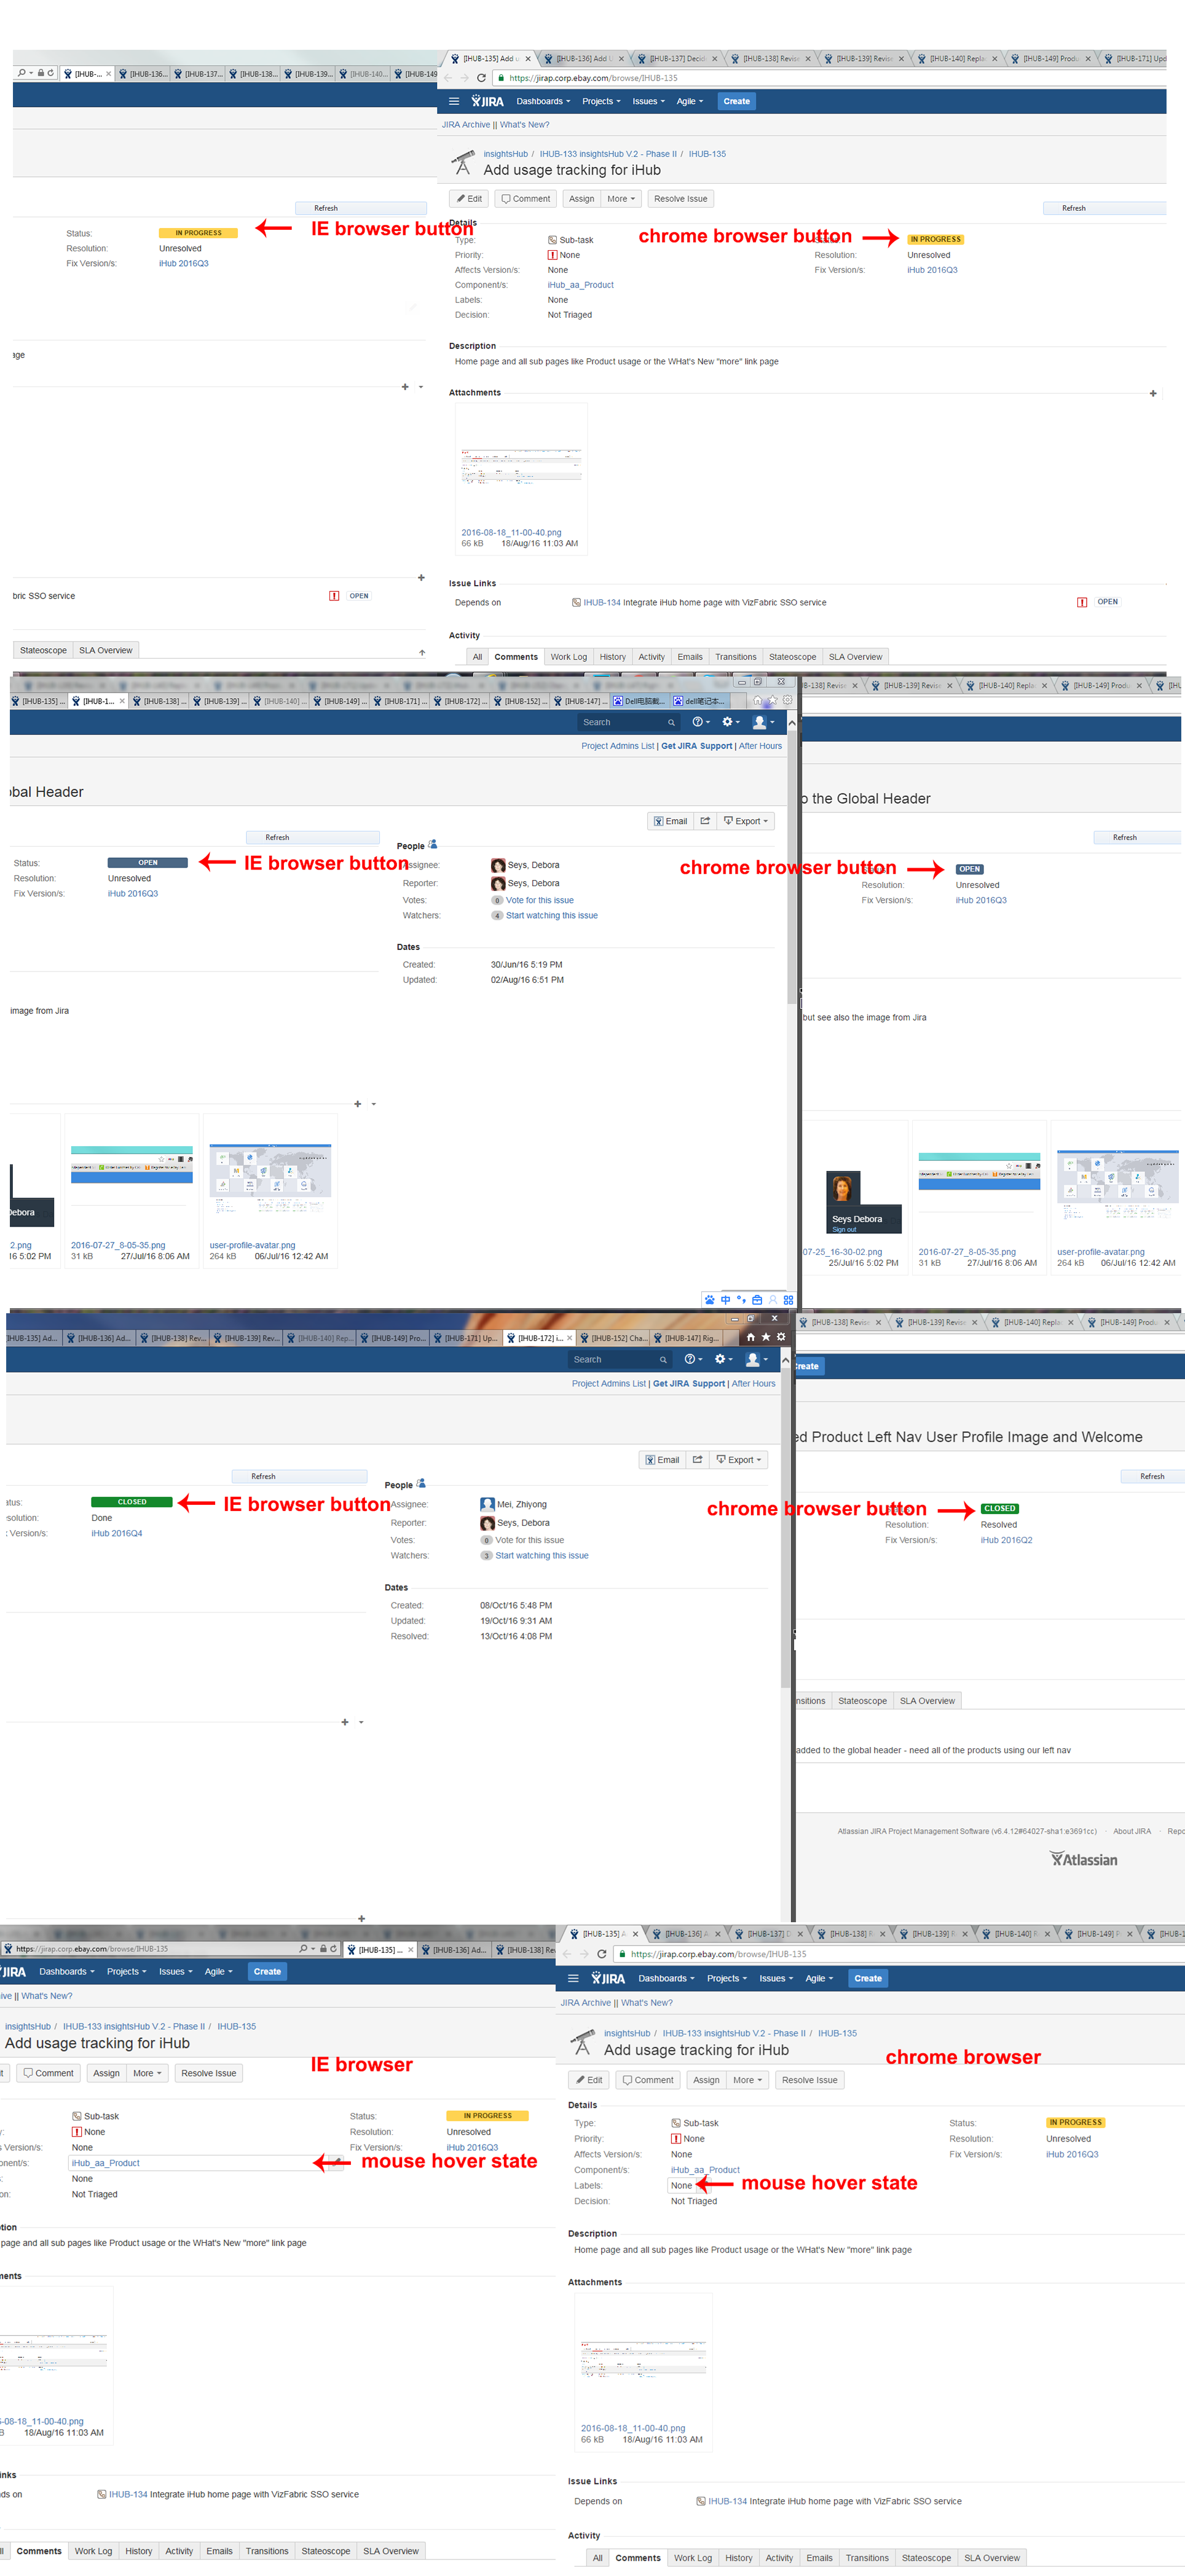 [IHUB-... × [IHUB-136... [IHUB-137... [IHUB-138... [IHUB-139... [IHUB-140... [IHUB-149
Refresh
Status: IN PROGRESS
IE browser button
Resolution: Unresolved
Fix Version/s: iHub 2016Q3
age
bric SSO service OPEN
Stateoscope SLA Overview
[IHUB-135] Add u × [IHUB-136] Add U × [IHUB-137] Decid × [IHUB-138] Revise × [IHUB-139] Revise × [IHUB-140] Repla × [IHUB-149] Produ × [IHUB-171] Upd
https://jirap.corp.ebay.com/browse/IHUB-135
JIRA Dashboards Projects Issues Agile Create
JIRA Archive || What's New?
insightsHub / IHUB-133 insightsHub V.2 - Phase II / IHUB-135
Add usage tracking for iHub
Edit Comment Assign More Resolve Issue
Refresh
Details
Type: Sub-task
chrome browser button
IN PROGRESS
Priority: None
Resolution: Unresolved
Affects Version/s: None
Fix Version/s: iHub 2016Q3
Component/s: iHub_aa_Product
Labels: None
Decision: Not Triaged
Description
Home page and all sub pages like Product usage or the WHat's New "more" link page
Attachments
2016-08-18_11-00-40.png
66 kB 18/Aug/16 11:03 AM
Issue Links
Depends on IHUB-134 Integrate iHub home page with VizFabric SSO service OPEN
Activity
All Comments Work Log History Activity Emails Transitions Stateoscope SLA Overview
[IHUB-135] ... [IHUB-1... × [IHUB-138] ... [IHUB-139] ... [IHUB-140] ... [IHUB-149] ... [IHUB-171] ... [IHUB-172] ... [IHUB-152] ... [IHUB-147] ... Dell电脑截... dell笔记本...
Search
Project Admins List | Get JIRA Support | After Hours
obal Header
Email Export
Refresh
People
Status: OPEN
IE browser button
Assignee: Seys, Debora
Resolution: Unresolved
Reporter: Seys, Debora
Fix Version/s: iHub 2016Q3
Votes: 0 Vote for this issue
Watchers: 4 Start watching this issue
Dates
Created: 30/Jun/16 5:19 PM
Updated: 02/Aug/16 6:51 PM
image from Jira
ebora
2.png
16 5:02 PM
2016-07-27_8-05-35.png
31 kB 27/Jul/16 8:06 AM
user-profile-avatar.png
264 kB 06/Jul/16 12:42 AM
中
HUB-138] Revise × [IHUB-139] Revise × [IHUB-140] Repla × [IHUB-149] Produ ×
o the Global Header
Refresh
chrome browser button
OPEN
Resolution: Unresolved
Fix Version/s: iHub 2016Q3
but see also the image from Jira
Seys Debora
Sign out
07-25_16-30-02.png
25/Jul/16 5:02 PM
2016-07-27_8-05-35.png
31 kB 27/Jul/16 8:06 AM
user-profile-avatar.png
264 kB 06/Jul/16 12:42 AM
IHUB-135] Ad... [IHUB-136] Ad... [IHUB-138] Rev... [IHUB-139] Rev... [IHUB-140] Rep... [IHUB-149] Pro... [IHUB-171] Up... [IHUB-172] i... × [IHUB-152] Cha... [IHUB-147] Rig...
Search
Project Admins List | Get JIRA Support | After Hours
Email Export
Refresh
People
atus: CLOSED
IE browser button
Assignee: Mei, Zhiyong
solution: Done
Reporter: Seys, Debora
x Version/s: iHub 2016Q4
Votes: 0 Vote for this issue
Watchers: 3 Start watching this issue
Dates
Created: 08/Oct/16 5:48 PM
Updated: 19/Oct/16 9:31 AM
Resolved: 13/Oct/16 4:08 PM
[IHUB-138] Revise × [IHUB-139] Revise × [IHUB-140] Repla × [IHUB-149] Produ
reate
ed Product Left Nav User Profile Image and Welcome
Refresh
chrome browser button
CLOSED
Resolution: Resolved
Fix Version/s: iHub 2016Q2
nsitions Stateoscope SLA Overview
added to the global header - need all of the products using our left nav
Atlassian JIRA Project Management Software (v6.4.12#64027-sha1:e3691cc) · About JIRA · Repo
Atlassian
https://jirap.corp.ebay.com/browse/IHUB-135 [IHUB-135] ... × [IHUB-136] Ad... [IHUB-138] Re
JIRA Dashboards Projects Issues Agile Create
ive || What's New?
insightsHub / IHUB-133 insightsHub V.2 - Phase II / IHUB-135
Add usage tracking for iHub
IE browser
it Comment Assign More Resolve Issue
Sub-task
Status: IN PROGRESS
None
Resolution: Unresolved
s Version/s: None
Fix Version/s: iHub 2016Q3
onent/s: iHub_aa_Product
mouse hover state
s: None
on: Not Triaged
ption
page and all sub pages like Product usage or the WHat's New "more" link page
ments
6-08-18_11-00-40.png
B 18/Aug/16 11:03 AM
inks
nds on IHUB-134 Integrate iHub home page with VizFabric SSO service
ll Comments Work Log History Activity Emails Transitions Stateoscope SLA Overview
[IHUB-135] A × [IHUB-136] A × [IHUB-137] D × [IHUB-138] R × [IHUB-139] R × [IHUB-140] R × [IHUB-149] P × [IHUB-1
https://jirap.corp.ebay.com/browse/IHUB-135
JIRA Dashboards Projects Issues Agile Create
JIRA Archive || What's New?
insightsHub / IHUB-133 insightsHub V.2 - Phase II / IHUB-135
Add usage tracking for iHub
chrome browser
Edit Comment Assign More Resolve Issue
Details
Type: Sub-task
Status: IN PROGRESS
Priority: None
Resolution: Unresolved
Affects Version/s: None
Fix Version/s: iHub 2016Q3
Component/s: iHub_aa_Product
Labels: None
mouse hover state
Decision: Not Triaged
Description
Home page and all sub pages like Product usage or the WHat's New "more" link page
Attachments
2016-08-18_11-00-40.png
66 kB 18/Aug/16 11:03 AM
Issue Links
Depends on IHUB-134 Integrate iHub home page with VizFabric SSO service
Activity
All Comments Work Log History Activity Emails Transitions Stateoscope SLA Overview